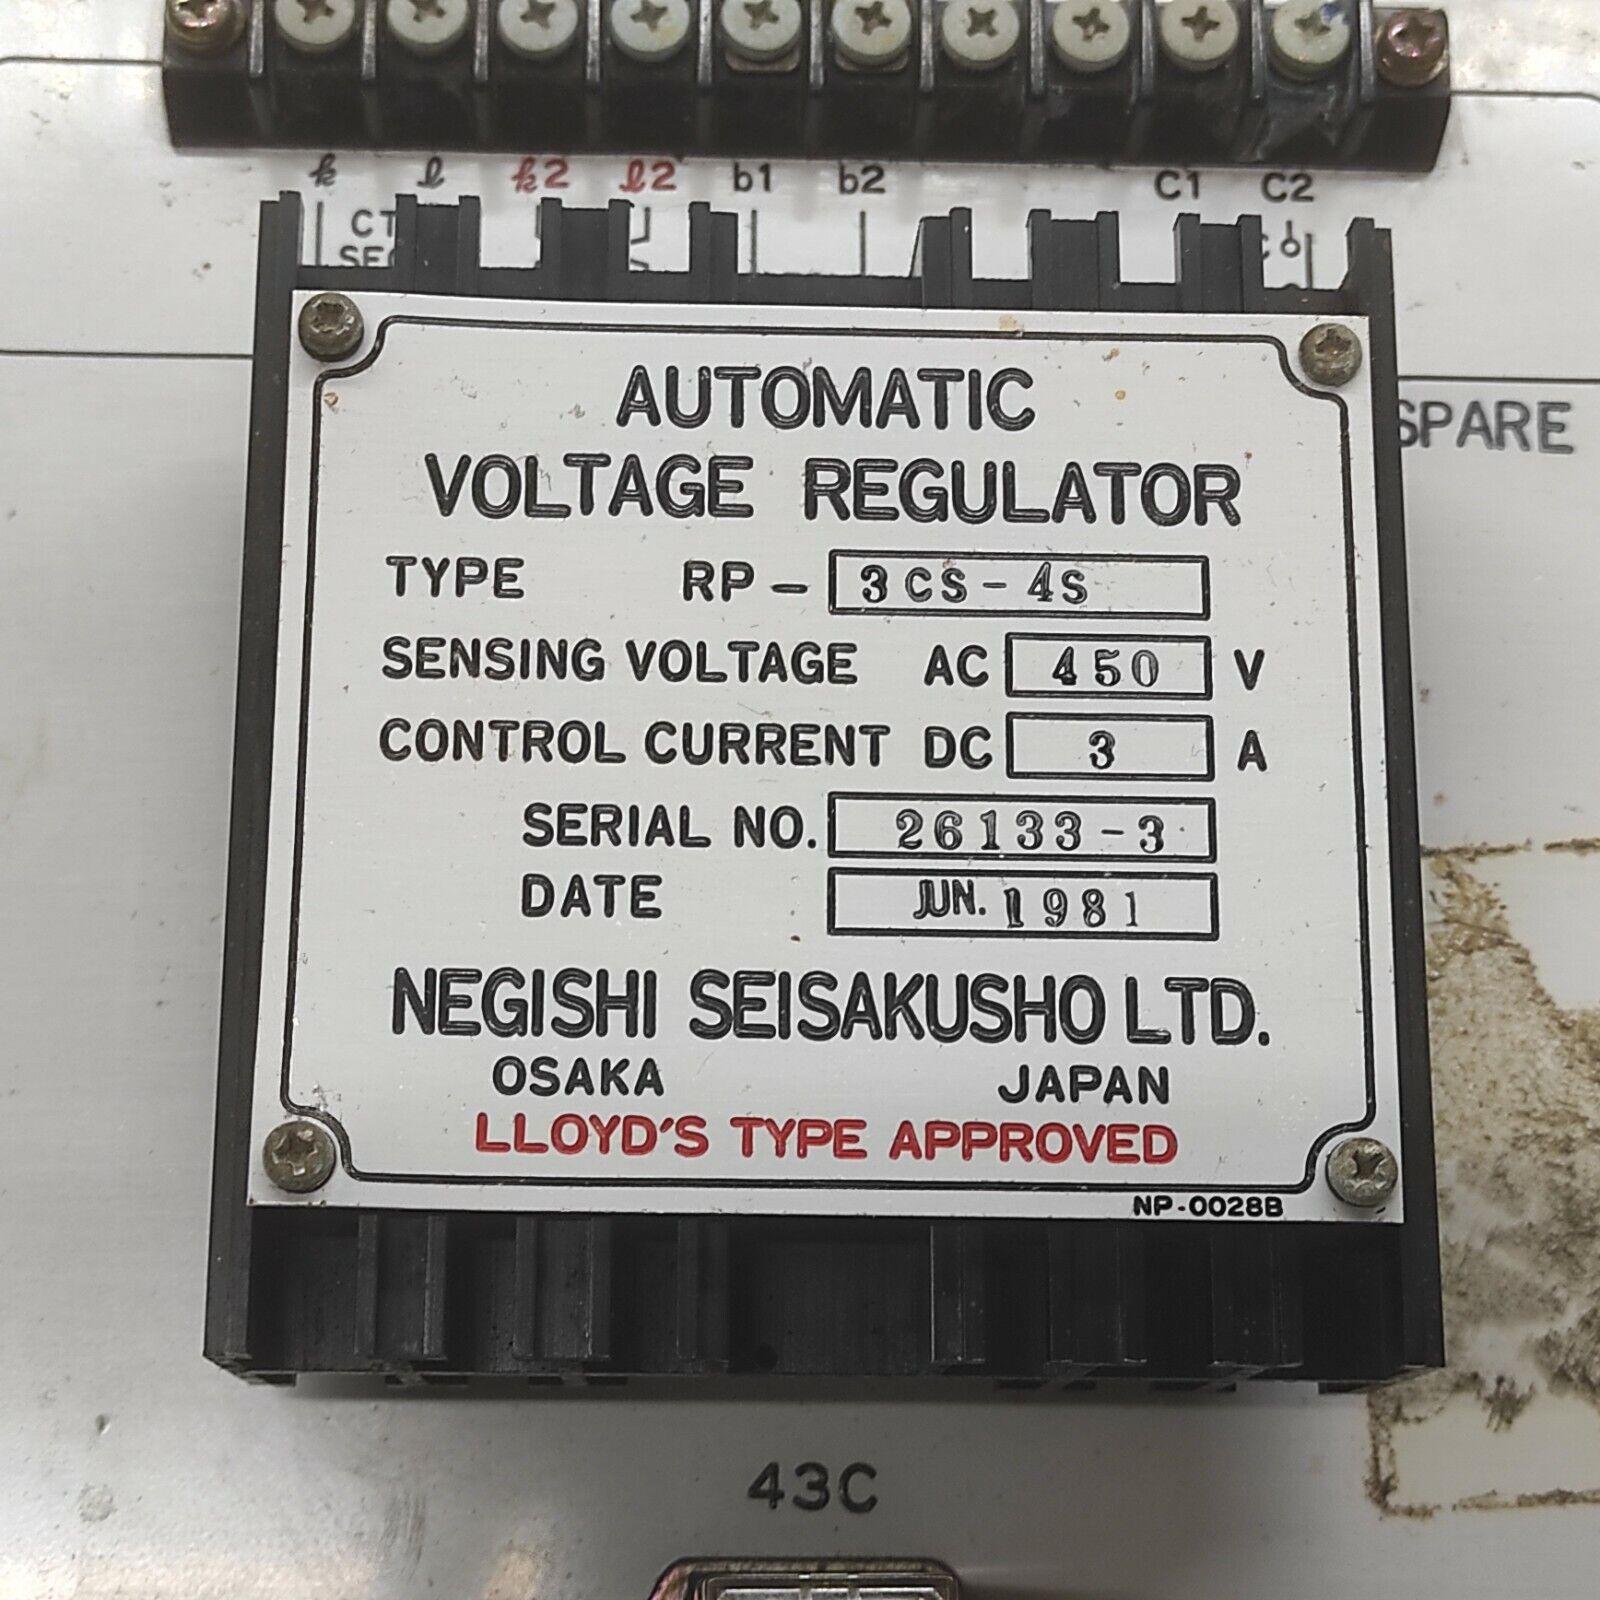 k l k2 l2 b1 b2 C1 C2
CT
SPARE
AUTOMATIC
VOLTAGE REGULATOR
TYPE RP- 3CS-4S
SENSING VOLTAGE AC 450 V
CONTROL CURRENT DC 3 A
SERIAL NO. 26133-3
DATE JUN. 1981
NEGISHI SEISAKUSHO LTD.
OSAKA JAPAN
LLOYD'S TYPE APPROVED
NP-0028B
43C